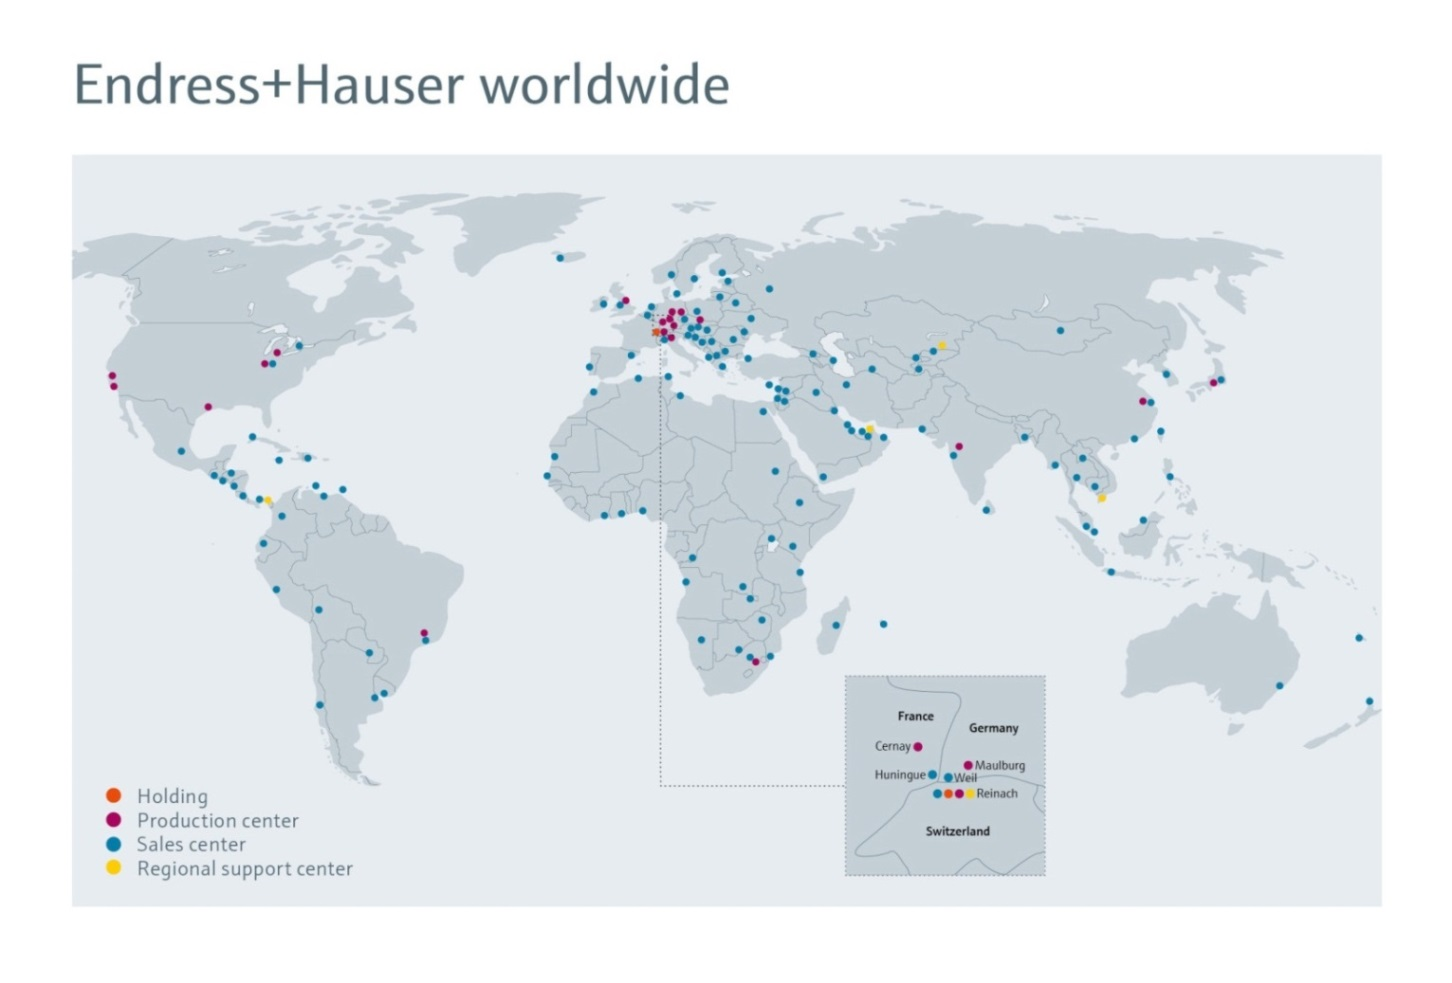 Endress+Hauser worldwide
France
Germany
Cernay
Maulburg
Huningue
Weil
Reinach
Switzerland
Holding
Production center
Sales center
Regional support center